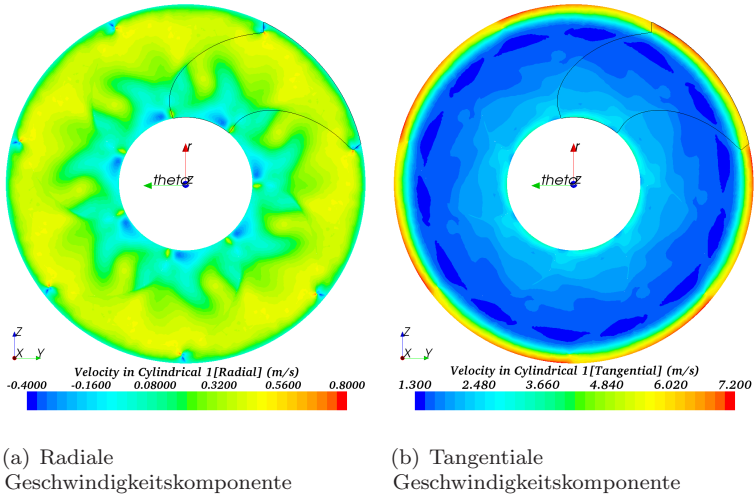 r
theta
z
Z
X
Y
Velocity in Cylindrical 1[Radial] (m/s)
-0.4000 -0.1600 0.08000 0.3200 0.5600 0.8000
(a) Radiale
Geschwindigkeitskomponente
r
theta
z
Z
X
Y
Velocity in Cylindrical 1[Tangential] (m/s)
1.300 2.480 3.660 4.840 6.020 7.200
(b) Tangentiale
Geschwindigkeitskomponente